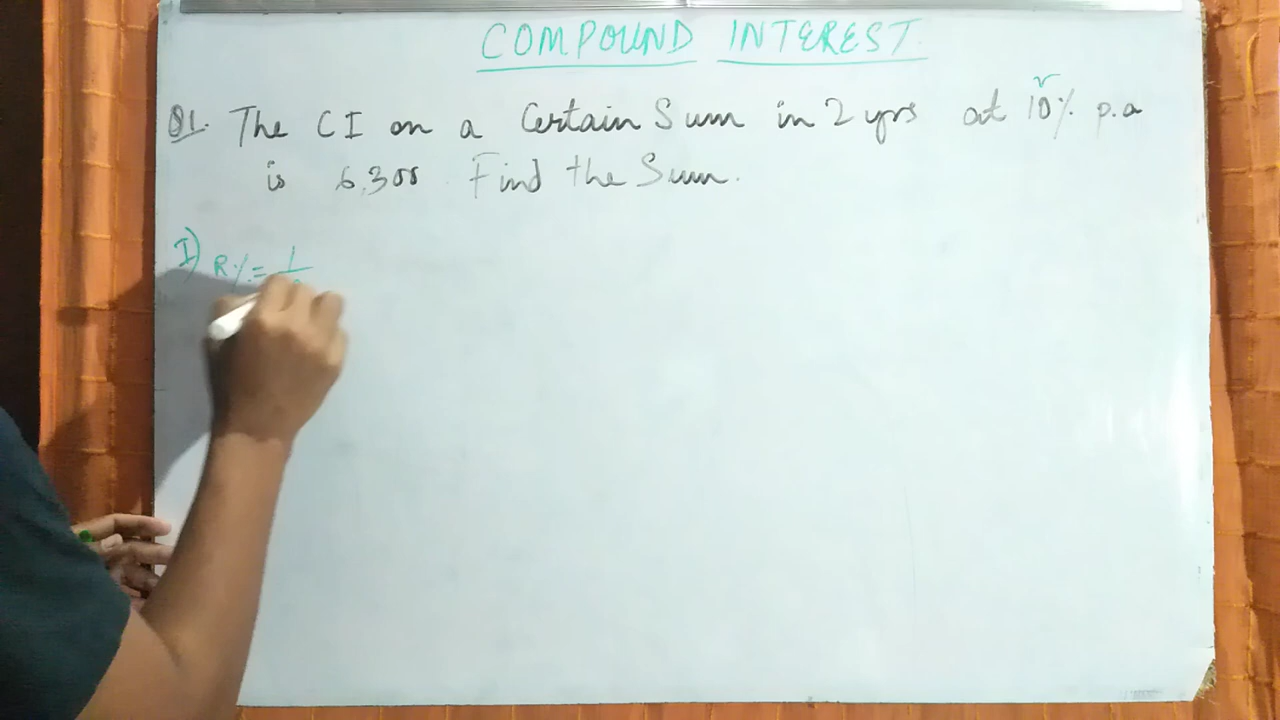 COMPOUND INTEREST.
Q1. The CI on a Certain Sum in 2 yrs at 10% p.a
is 6,300 Find the Sum.
I) R% = 1